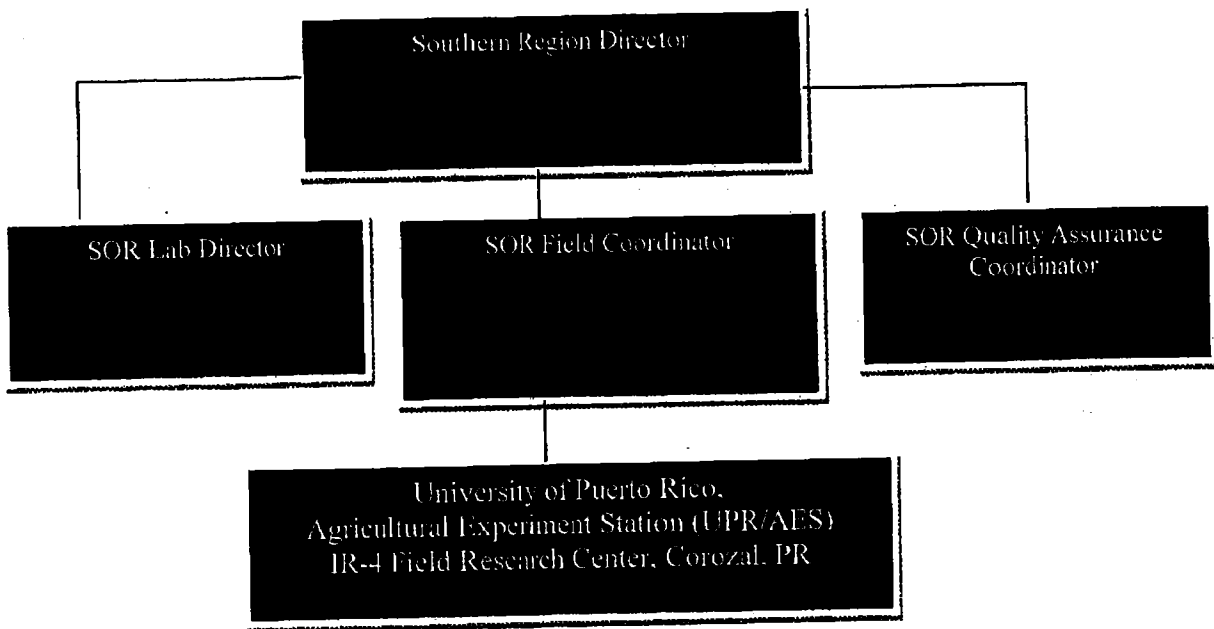 Southern Region Director
SOR Lab Director
SOR Field Coordinator
SOR Quality Assurance
Coordinator
University of Puerto Rico,
Agricultural Experiment Station (UPR/AES)
IR-4 Field Research Center, Corozal, PR